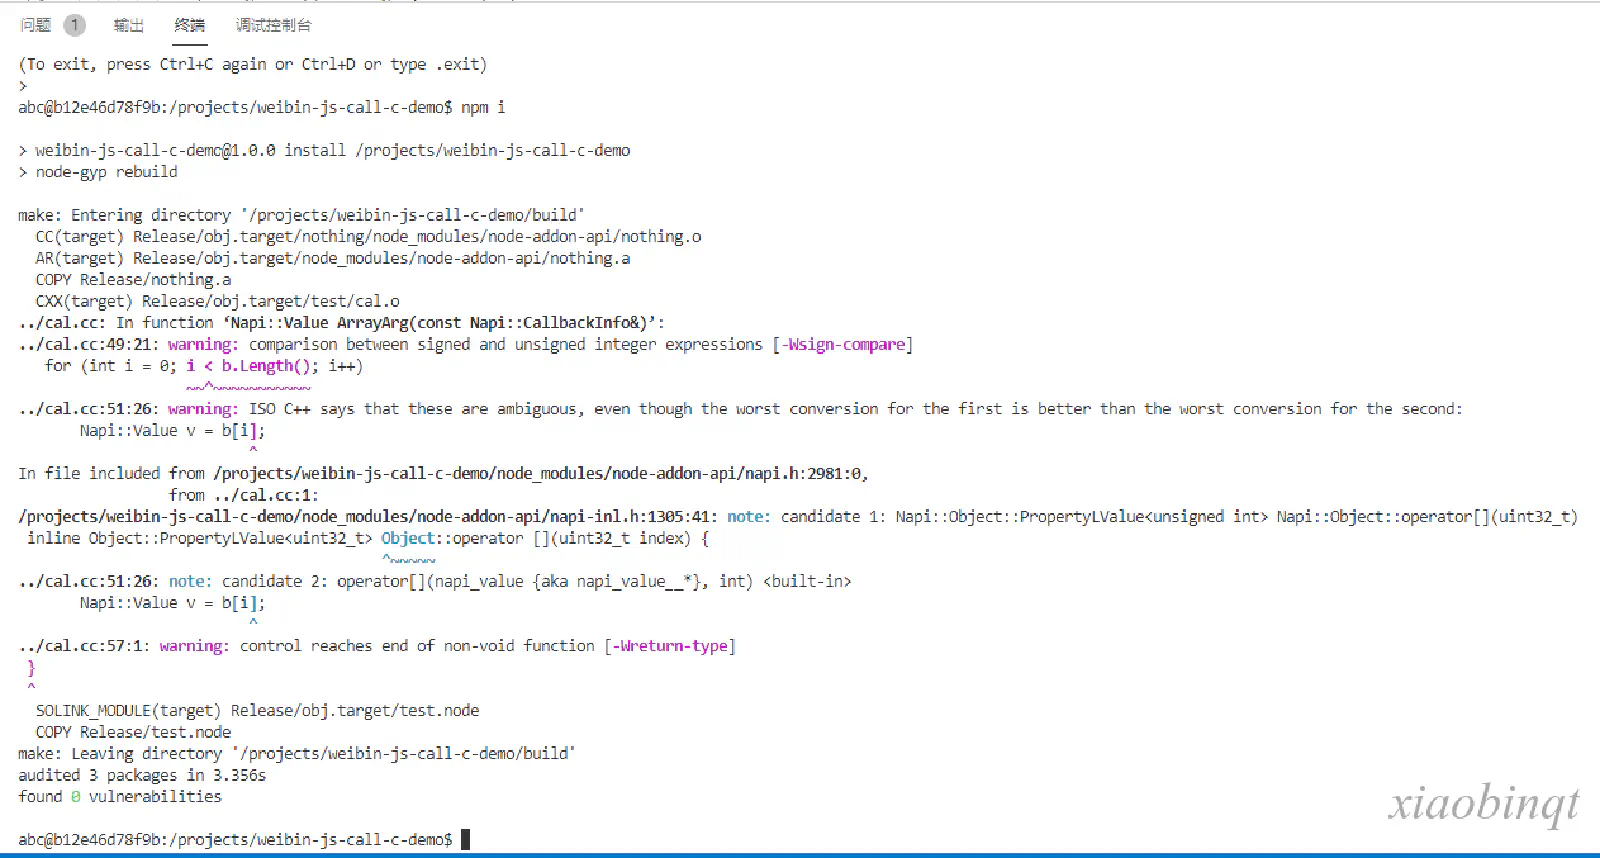 问题 1 输出 终端 调试控制台
(To exit, press Ctrl+C again or Ctrl+D or type .exit)
>
abc@b12e46d78f9b:/projects/weibin-js-call-c-demo$ npm i
> weibin-js-call-c-demo@1.0.0 install /projects/weibin-js-call-c-demo
> node-gyp rebuild
make: Entering directory '/projects/weibin-js-call-c-demo/build'
CC(target) Release/obj.target/nothing/node_modules/node-addon-api/nothing.o
AR(target) Release/obj.target/node_modules/node-addon-api/nothing.a
COPY Release/nothing.a
CXX(target) Release/obj.target/test/cal.o
../cal.cc: In function ‘Napi::Value ArrayArg(const Napi::CallbackInfo&)’:
../cal.cc:49:21: warning: comparison between signed and unsigned integer expressions [-Wsign-compare]
for (int i = 0; i < b.Length(); i++)
~~^~~~~~~~~~~~
../cal.cc:51:26: warning: ISO C++ says that these are ambiguous, even though the worst conversion for the first is better than the worst conversion for the second:
Napi::Value v = b[i];
^
In file included from /projects/weibin-js-call-c-demo/node_modules/node-addon-api/napi.h:2981:0,
from ../cal.cc:1:
/projects/weibin-js-call-c-demo/node_modules/node-addon-api/napi-inl.h:1305:41: note: candidate 1: Napi::Object::PropertyLValue<unsigned int> Napi::Object::operator[](uint32_t)
inline Object::PropertyLValue<uint32_t> Object::operator [](uint32_t index) {
^~~~~~
../cal.cc:51:26: note: candidate 2: operator[](napi_value {aka napi_value__*}, int) <built-in>
Napi::Value v = b[i];
^
../cal.cc:57:1: warning: control reaches end of non-void function [-Wreturn-type]
}
^
SOLINK_MODULE(target) Release/obj.target/test.node
COPY Release/test.node
make: Leaving directory '/projects/weibin-js-call-c-demo/build'
audited 3 packages in 3.356s
found 0 vulnerabilities
xiaobinqt
abc@b12e46d78f9b:/projects/weibin-js-call-c-demo$